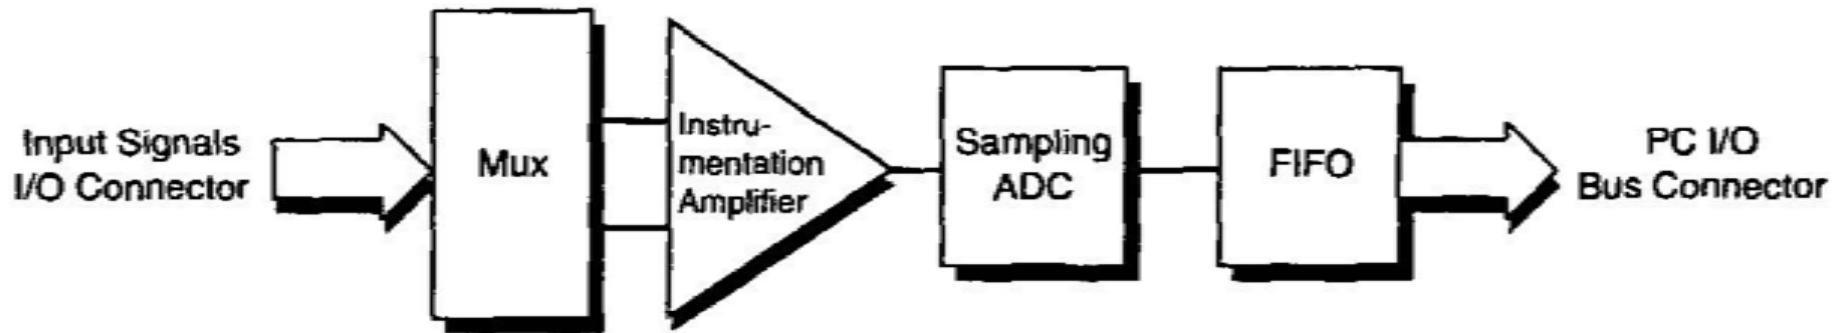 Input Signals
I/O Connector
Mux
Instru-
mentation
Amplifier
Sampling
ADC
FIFO
PC I/O
Bus Connector